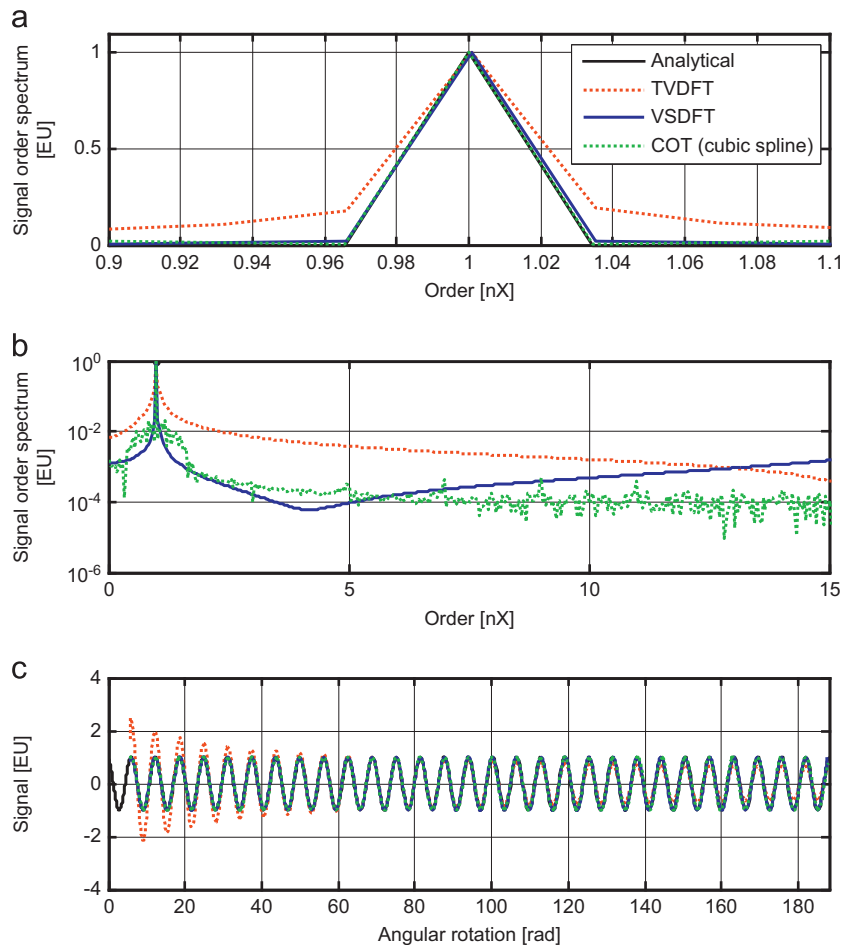 a
Signal order spectrum
[EU]
1
0.5
0
0.9 0.92 0.94 0.96 0.98 1 1.02 1.04 1.06 1.08 1.1
Order [nX]
Analytical
TVDFT
VSDFT
COT (cubic spline)
b
Signal order spectrum
[EU]
10^0
10^-2
10^-4
10^-6
0 5 10 15
Order [nX]
c
Signal [EU]
4
2
0
-2
-4
0 20 40 60 80 100 120 140 160 180
Angular rotation [rad]